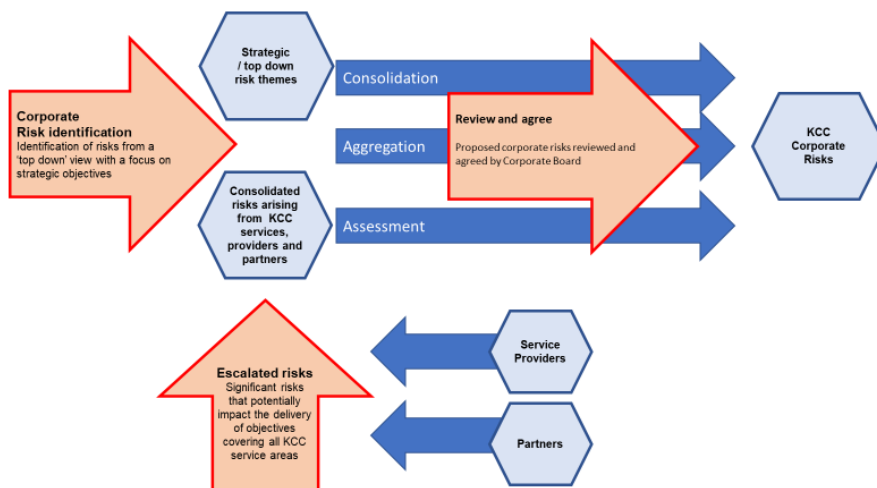 Strategic
/ top down
risk themes
Consolidation
Corporate
Risk identification
Identification of risks from a
‘top down’ view with a focus on
strategic objectives
Review and agree
Aggregation
Proposed corporate risks reviewed and
agreed by Corporate Board
KCC
Corporate
Risks
Consolidated
risks arising
from KCC
services,
providers and
partners
Assessment
Escalated risks
Significant risks
that potentially
impact the delivery
of objectives
covering all KCC
service areas
Service
Providers
Partners